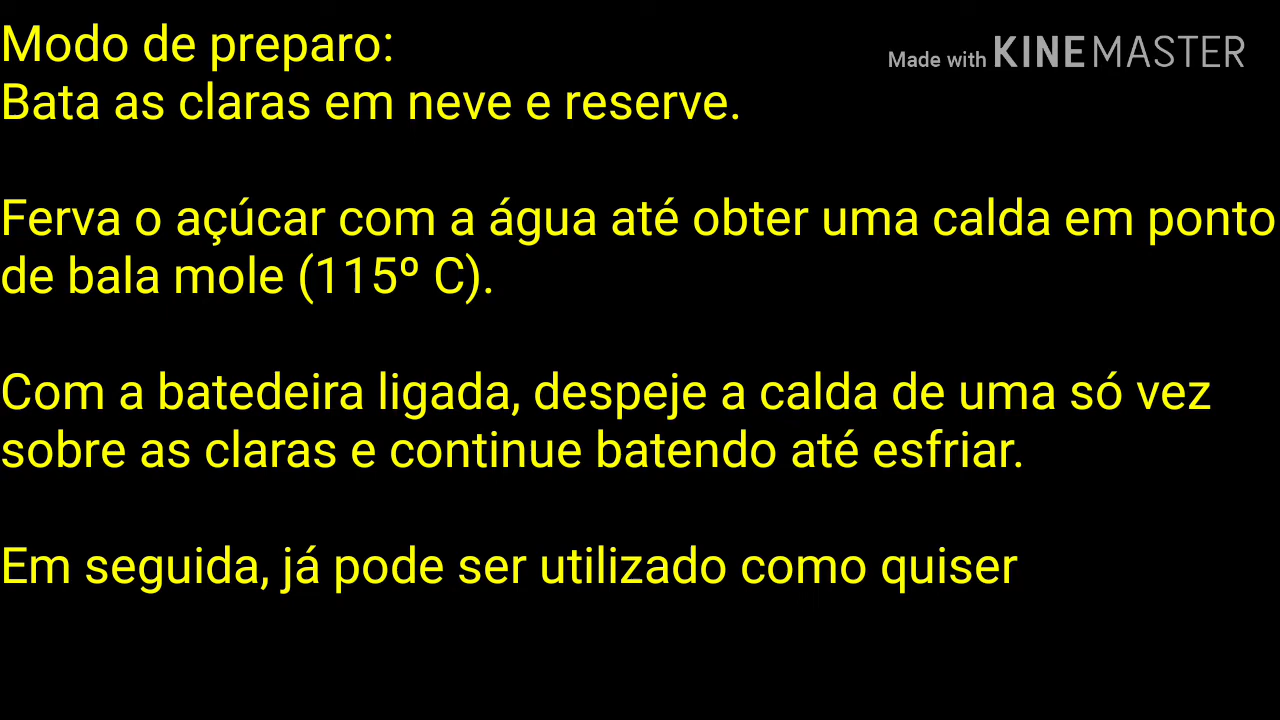 Modo de preparo:
Made with KINEMASTER
Bata as claras em neve e reserve.
Ferva o açúcar com a água até obter uma calda em ponto
de bala mole (115º C).
Com a batedeira ligada, despeje a calda de uma só vez
sobre as claras e continue batendo até esfriar.
Em seguida, já pode ser utilizado como quiser